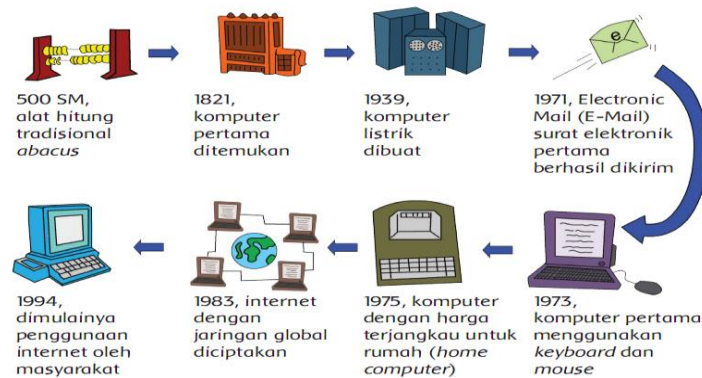 500 SM,
alat hitung
tradisional
abacus
1821,
komputer
pertama
ditemukan
1939,
komputer
listrik
dibuat
e
1971, Electronic
Mail (E-Mail)
surat elektronik
pertama
berhasil dikirim
1973,
komputer pertama
menggunakan
keyboard dan
mouse
1975, komputer
dengan harga
terjangkau untuk
rumah (home
computer)
1983, internet
dengan
jaringan global
diciptakan
1994,
dimulainya
penggunaan
internet oleh
masyarakat